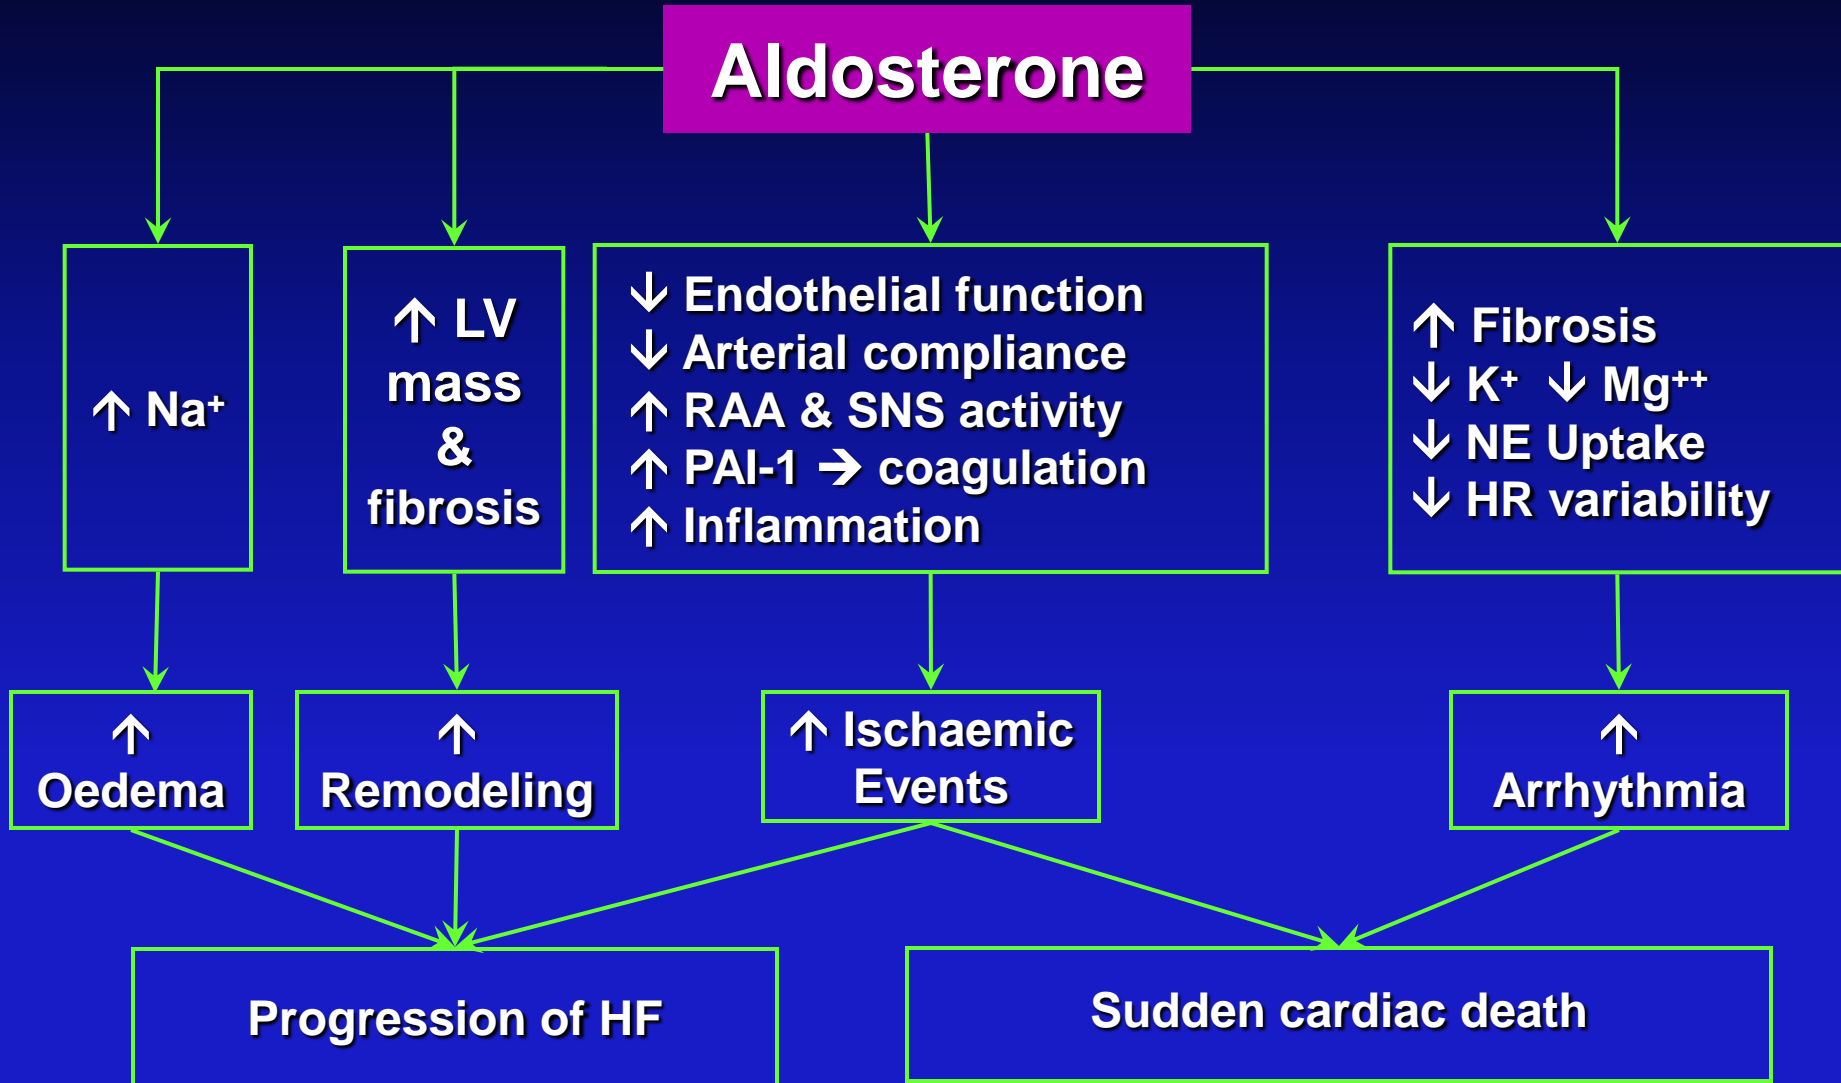 Aldosterone
↑ Na⁺
↑ LV
mass
&
fibrosis
↓ Endothelial function
↓ Arterial compliance
↑ RAA & SNS activity
↑ PAI-1 → coagulation
↑ Inflammation
↑ Fibrosis
↓ K⁺ ↓ Mg⁺⁺
↓ NE Uptake
↓ HR variability
↑
Oedema
↑
Remodeling
↑ Ischaemic
Events
↑
Arrhythmia
Progression of HF
Sudden cardiac death